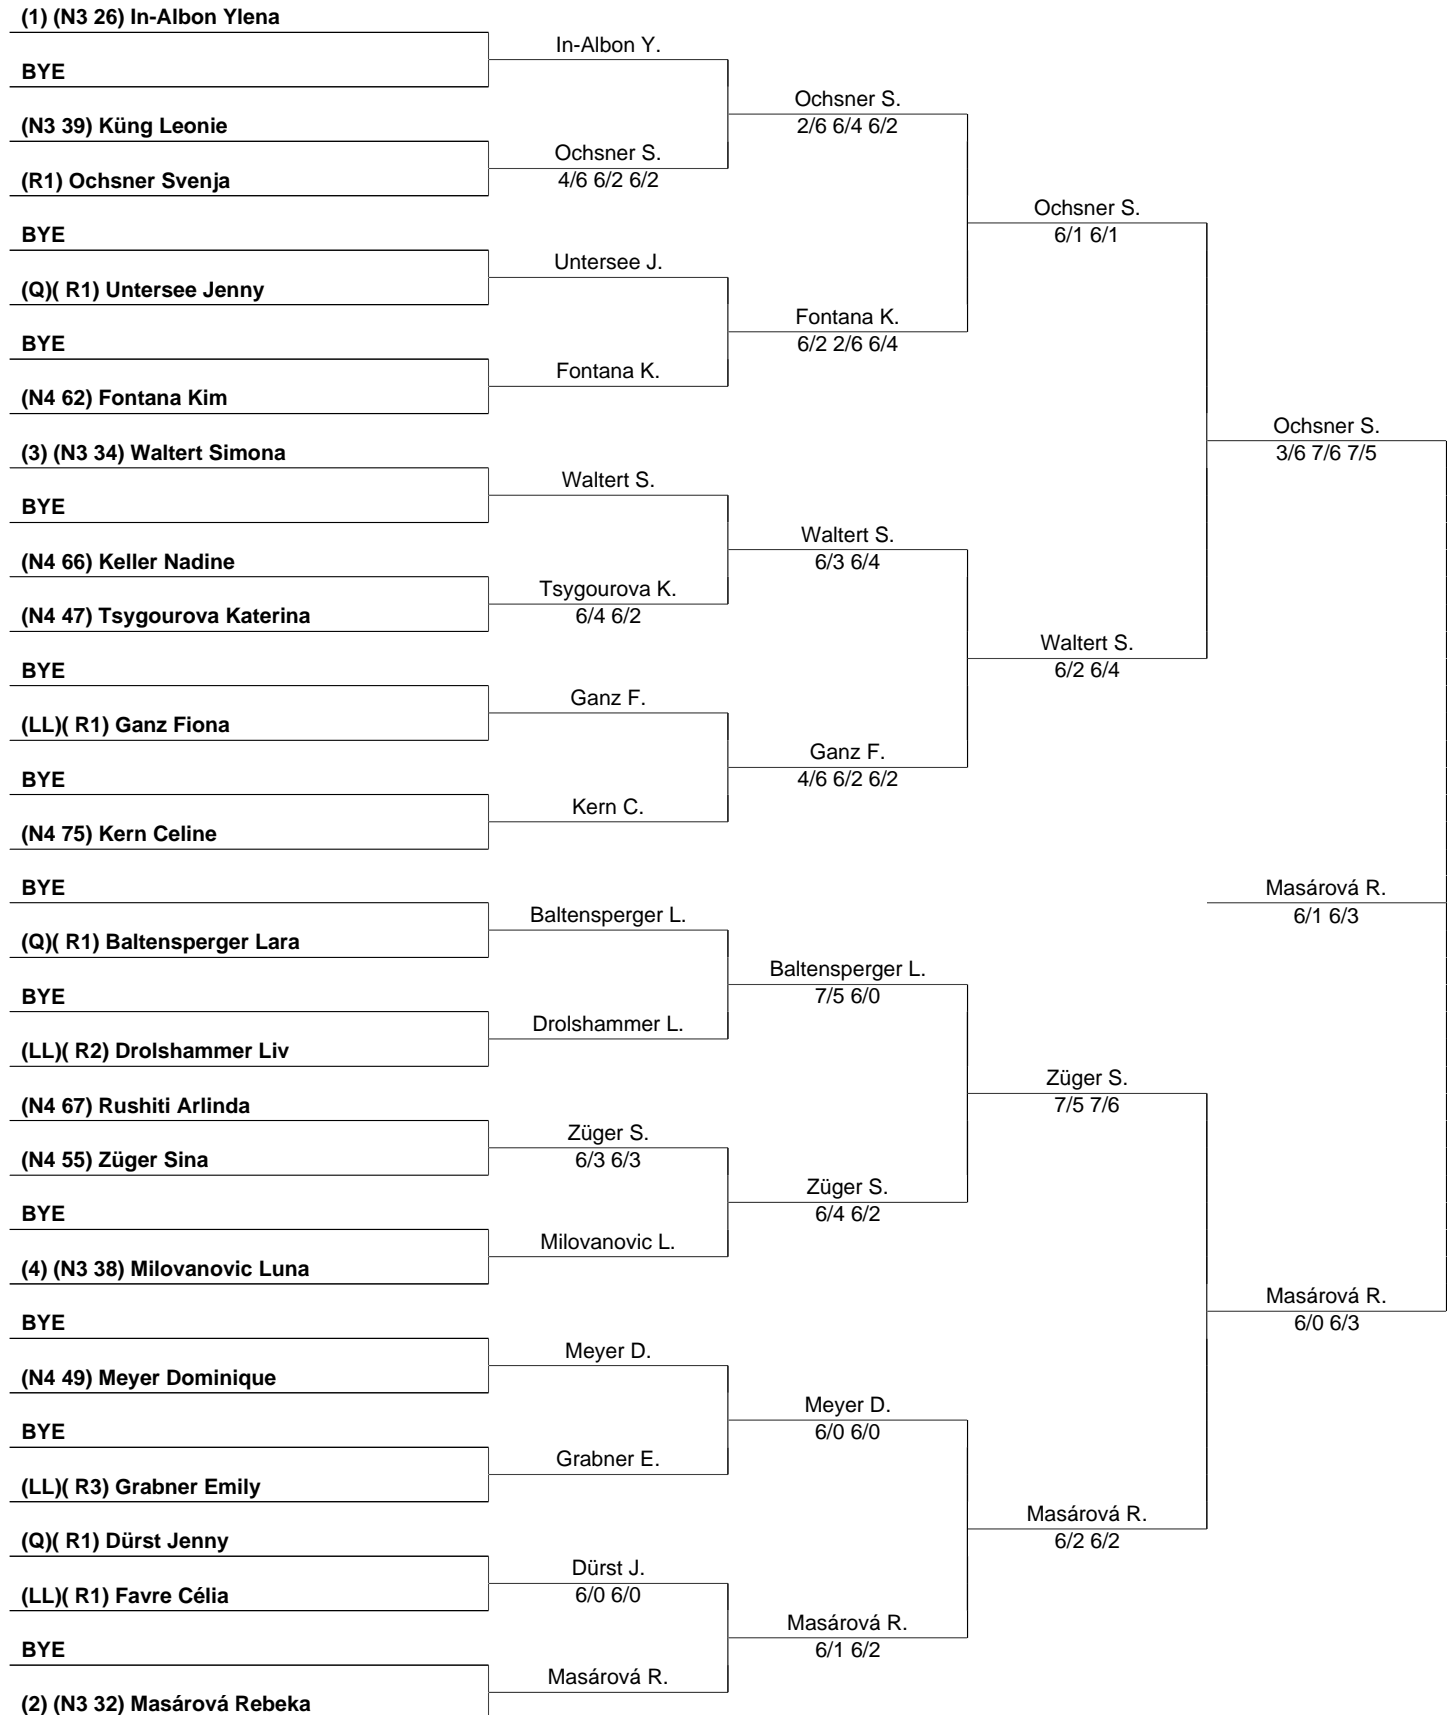 (1) (N3 26) In-Albon Ylena
BYE
(N3 39) Küng Leonie
(R1) Ochsner Svenja
BYE
(Q)( R1) Untersee Jenny
BYE
(N4 62) Fontana Kim
(3) (N3 34) Waltert Simona
BYE
(N4 66) Keller Nadine
(N4 47) Tsygourova Katerina
BYE
(LL)( R1) Ganz Fiona
BYE
(N4 75) Kern Celine
BYE
(Q)( R1) Baltensperger Lara
BYE
(LL)( R2) Drolshammer Liv
(N4 67) Rushiti Arlinda
(N4 55) Züger Sina
BYE
(4) (N3 38) Milovanovic Luna
BYE
(N4 49) Meyer Dominique
BYE
(LL)( R3) Grabner Emily
(Q)( R1) Dürst Jenny
(LL)( R1) Favre Célia
BYE
(2) (N3 32) Masárová Rebeka
In-Albon Y.
Ochsner S.
4/6 6/2 6/2
Untersee J.
Fontana K.
Waltert S.
Tsygourova K.
6/4 6/2
Ganz F.
Kern C.
Baltensperger L.
Drolshammer L.
Züger S.
6/3 6/3
Milovanovic L.
Meyer D.
Grabner E.
Dürst J.
6/0 6/0
Masárová R.
Ochsner S.
2/6 6/4 6/2
Fontana K.
6/2 2/6 6/4
Waltert S.
6/3 6/4
Ganz F.
4/6 6/2 6/2
Baltensperger L.
7/5 6/0
Züger S.
6/4 6/2
Meyer D.
6/0 6/0
Masárová R.
6/1 6/2
Ochsner S.
6/1 6/1
Waltert S.
6/2 6/4
Züger S.
7/5 7/6
Masárová R.
6/2 6/2
Ochsner S.
3/6 7/6 7/5
Masárová R.
6/1 6/3
Masárová R.
6/0 6/3